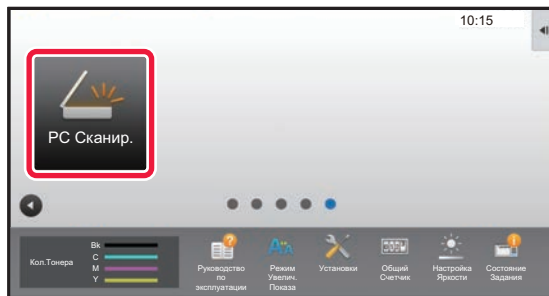 10:15
PC Сканир.
Кол.Тонера
Bk
C
M
Y
Руководство
по
эксплуатации
Режим
Увелич.
Показа
Установки
Общий
Счетчик
Настройка
Яркости
Состояние
Задания